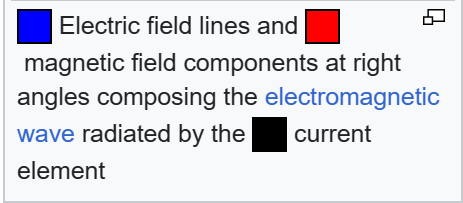 Electric field lines and
magnetic field components at right
angles composing the electromagnetic
wave radiated by the current
element